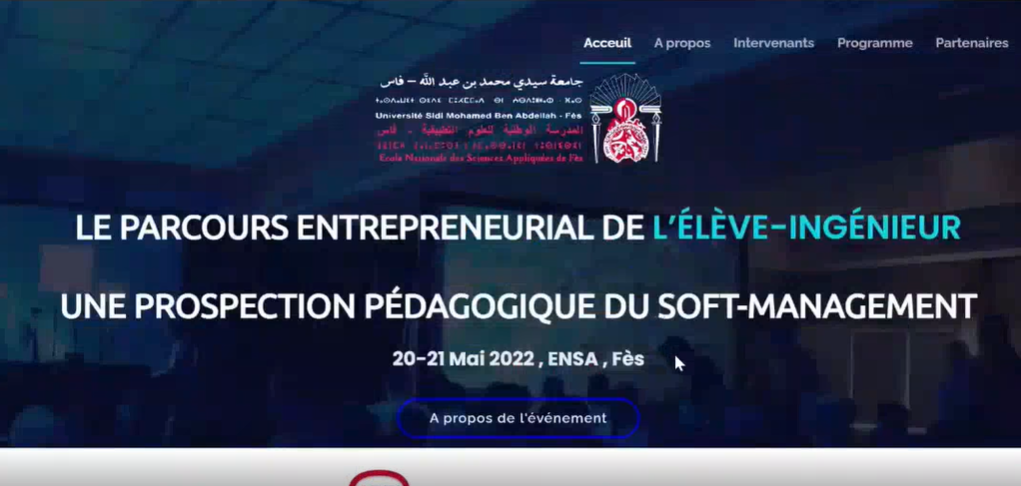 Acceuil A propos Intervenants Programme Partenaires
جامعة سيدي محمد بن عبد الله – فاس
Université Sidi Mohamed Ben Abdellah - Fès
المدرسة الوطنية للعلوم التطبيقية - فاس
Ecole Nationale des Sciences Appliquées de Fès
LE PARCOURS ENTREPRENEURIAL DE L'ÉLÈVE-INGÉNIEUR
UNE PROSPECTION PÉDAGOGIQUE DU SOFT-MANAGEMENT
20-21 Mai 2022 , ENSA , Fès
A propos de l'événement